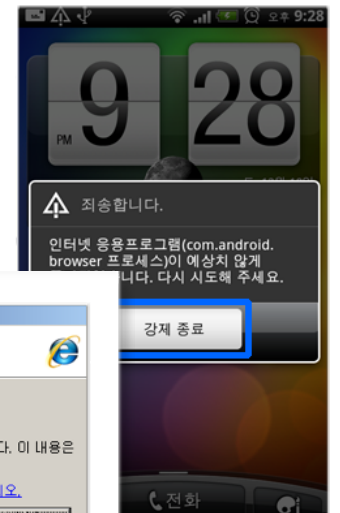 오후 9:28
9
28
PM
죄송합니다.
인터넷 응용프로그램(com.android.
browser 프로세스)이 예상치 않게
니다. 다시 시도해 주세요.
강제 종료
다. 이 내용은
오.
전화